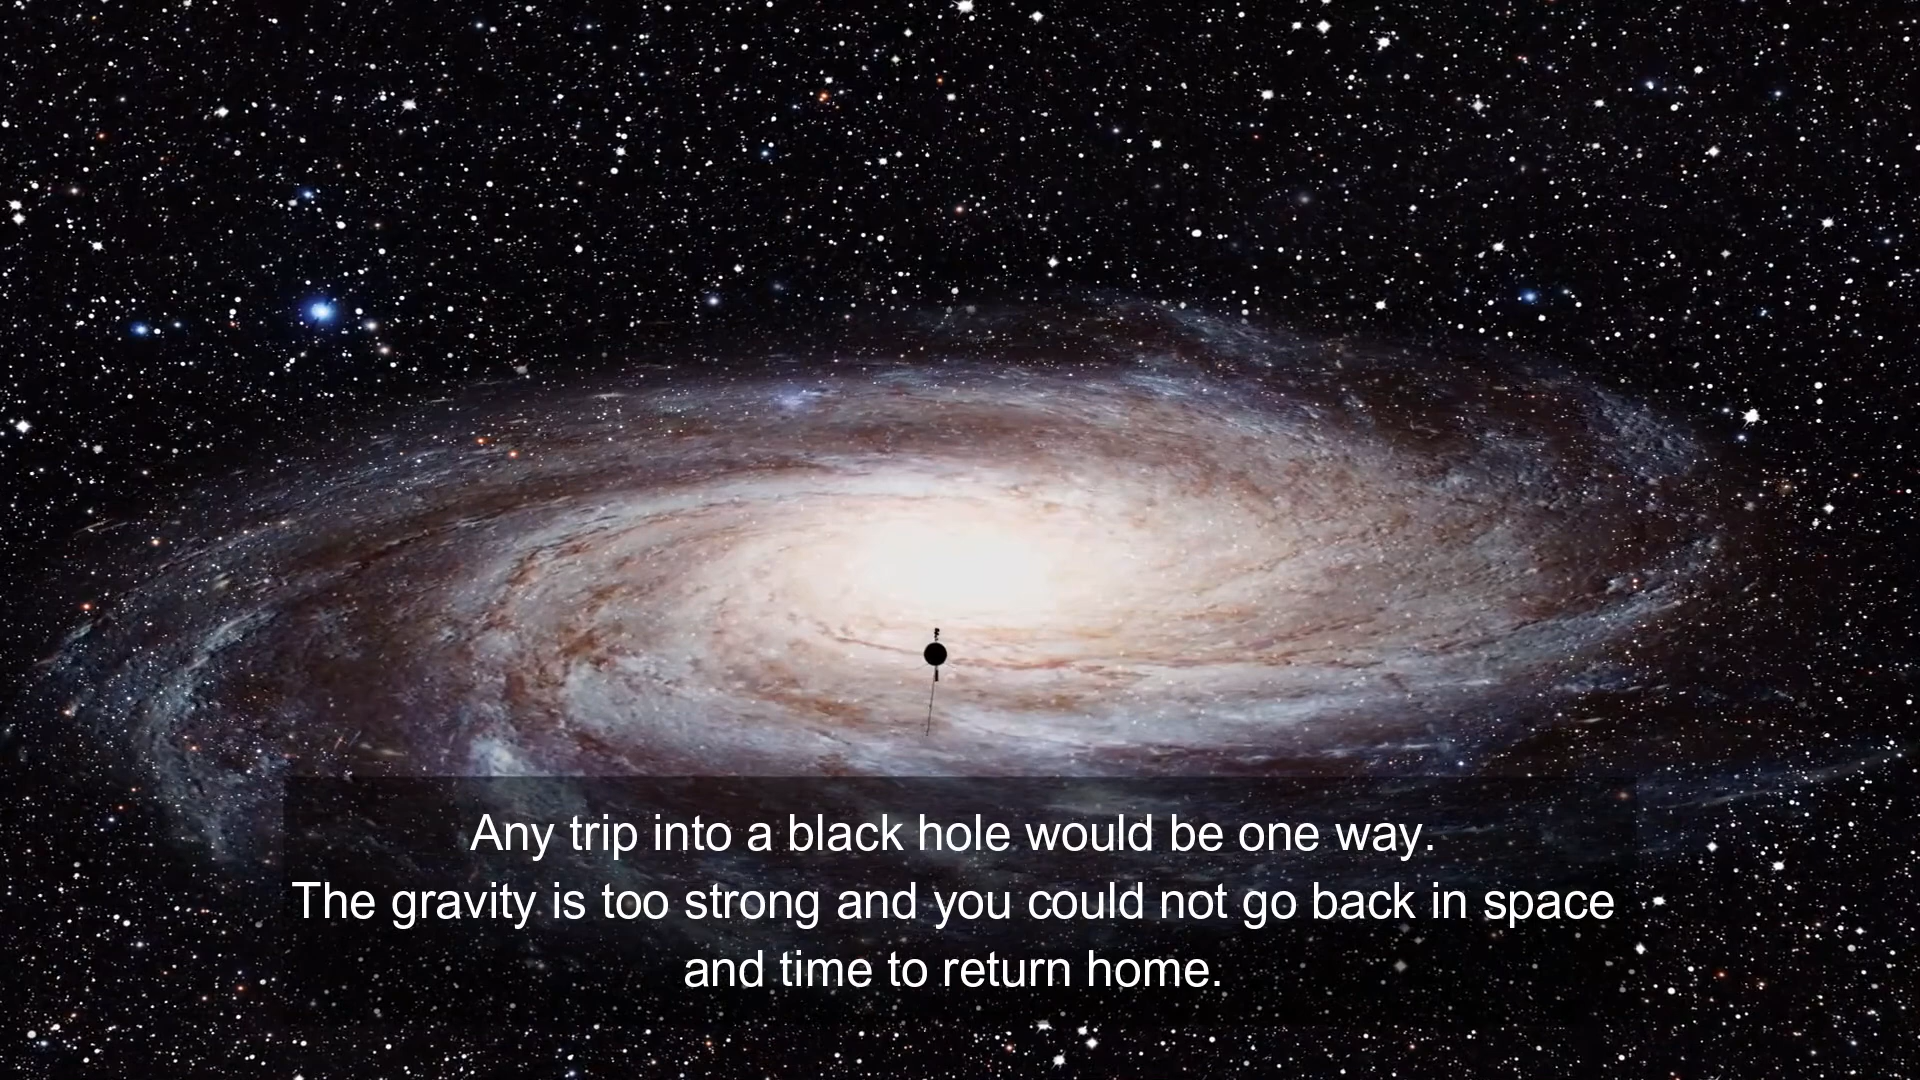 Any trip into a black hole would be one way.
The gravity is too strong and you could not go back in space
and time to return home.